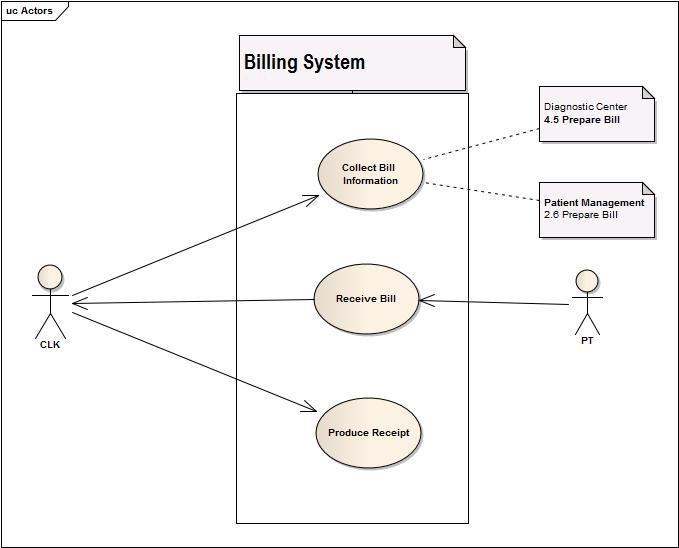 uc Actors
Billing System
Diagnostic Center
4.5 Prepare Bill
Collect Bill
Information
Patient Management
2.6 Prepare Bill
Receive Bill
CLK
PT
Produce Receipt